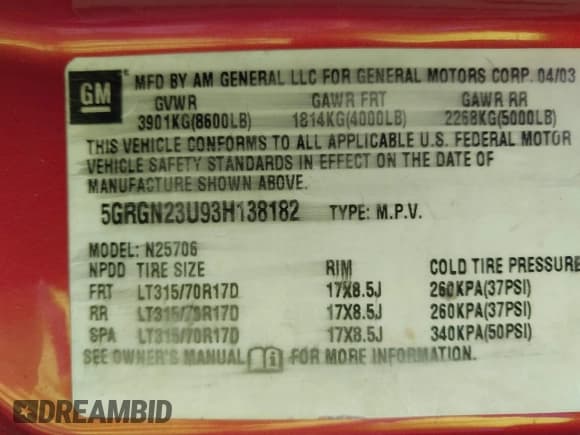 GM MFD BY AM GENERAL LLC FOR GENERAL MOTORS CORP. 04/03
GVWR GAWR FRT GAWR RR
3901KG(8600LB) 1814KG(4000LB) 2268KG(5000LB)
THIS VEHICLE CONFORMS TO ALL APPLICABLE U.S. FEDERAL MOTOR
VEHICLE SAFETY STANDARDS IN EFFECT ON THE DATE OF
MANUFACTURE SHOWN ABOVE.
5GRGN23U93H138182 TYPE: M.P.V.
MODEL: N25706
NPDD TIRE SIZE RIM COLD TIRE PRESSURE
FRT LT315/70R17D 17X8.5J 260KPA(37PSI)
RR LT315/70R17D 17X8.5J 260KPA(37PSI)
SPA LT315/70R17D 17X8.5J 340KPA(50PSI)
SEE OWNER'S MANUAL FOR MORE INFORMATION.
DREAMBID